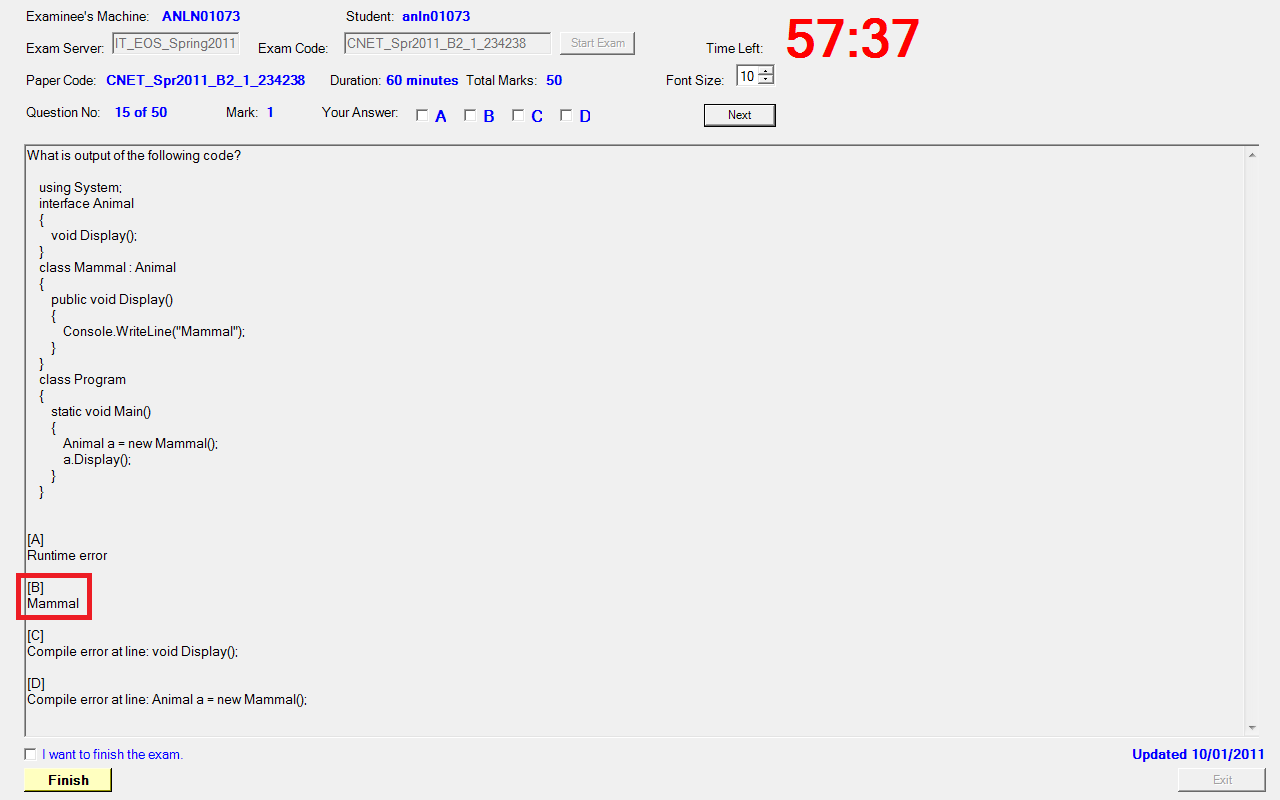 Examinee's Machine: ANLN01073 Student: anln01073
Exam Server: IT_EOS_Spring2011 Exam Code: CNET_Spr2011_B2_1_234238 Start Exam Time Left: 57:37
Paper Code: CNET_Spr2011_B2_1_234238 Duration: 60 minutes Total Marks: 50 Font Size: 10
Question No: 15 of 50 Mark: 1 Your Answer: A B C D Next
What is output of the following code?
using System;
interface Animal
{
void Display();
}
class Mammal : Animal
{
public void Display()
{
Console.WriteLine("Mammal");
}
}
class Program
{
static void Main()
{
Animal a = new Mammal();
a.Display();
}
}
[A]
Runtime error
[B]
Mammal
[C]
Compile error at line: void Display();
[D]
Compile error at line: Animal a = new Mammal();
I want to finish the exam. Updated 10/01/2011
Finish Exit